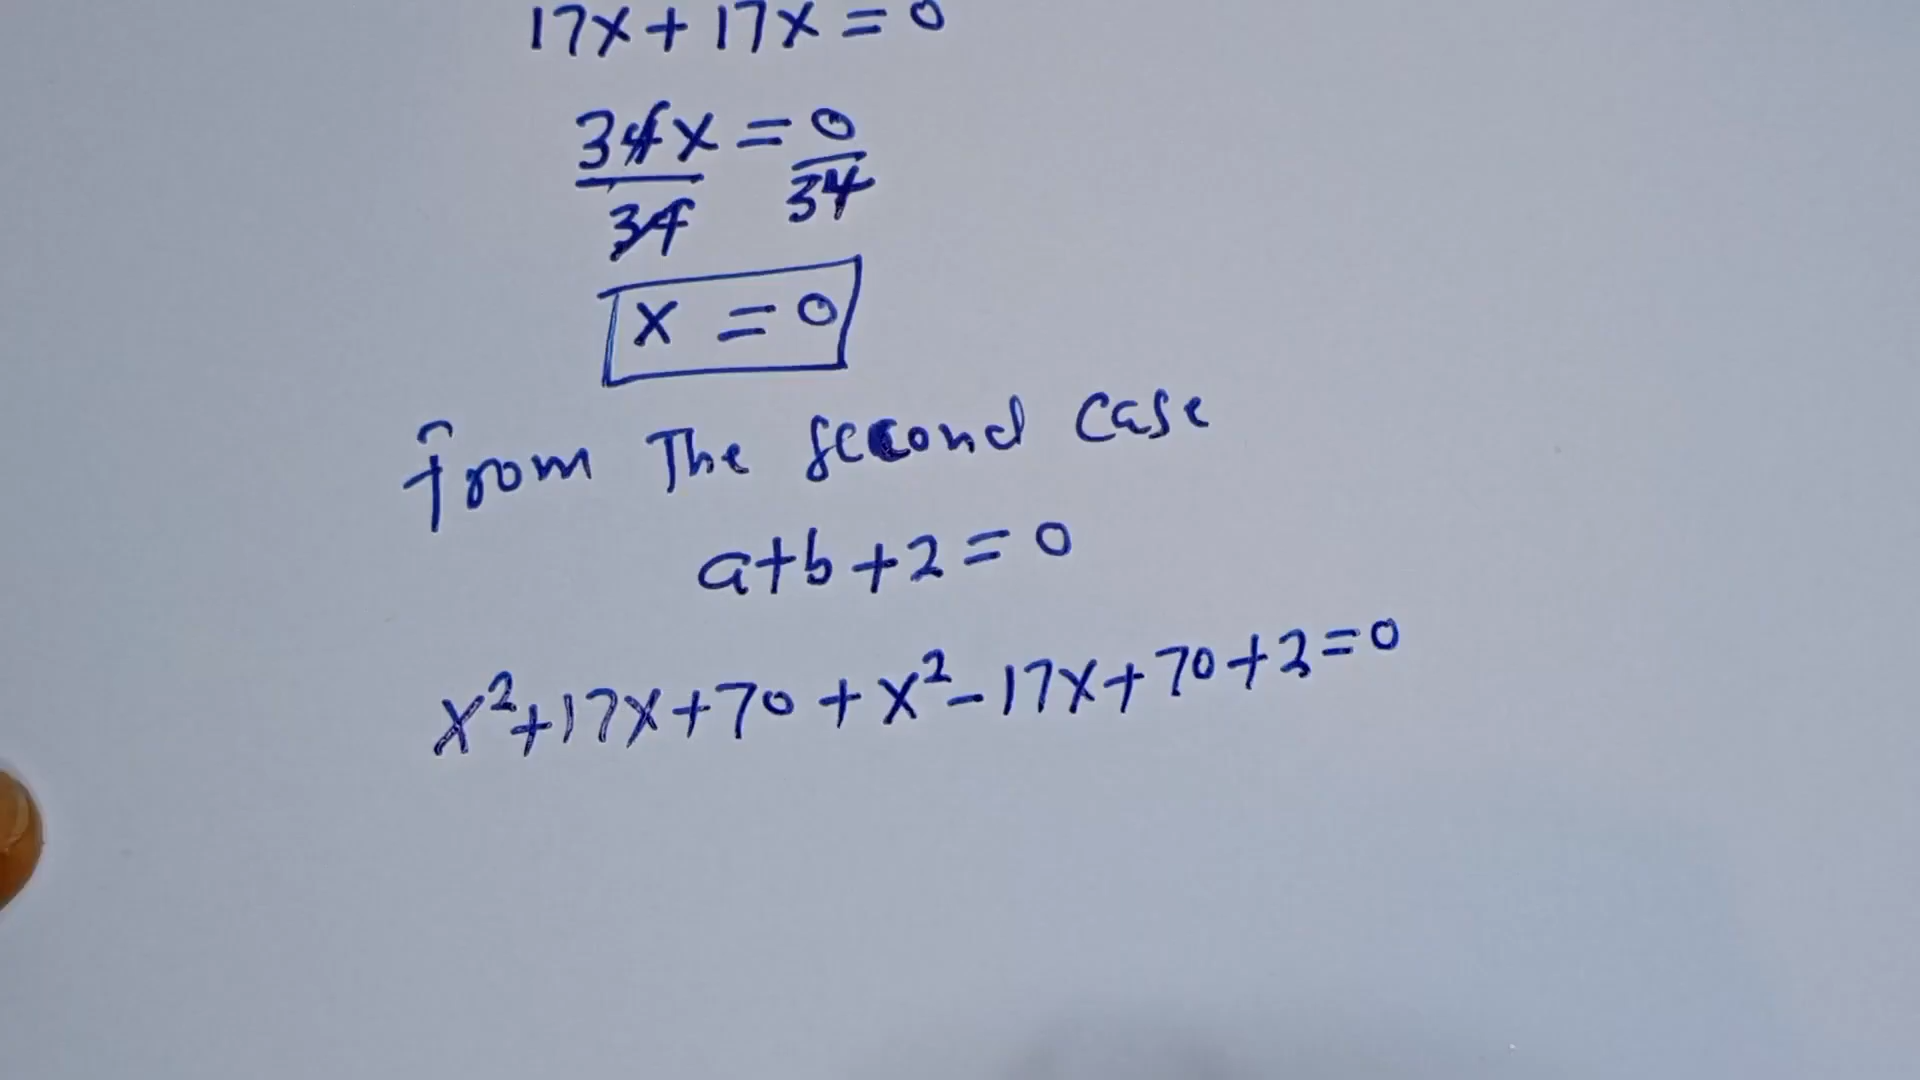 17x + 17x = 0
34x = 0
34 34
x = 0
From The second case
a+b+2=0
x²+17x+70 + x²-17x+70+2=0